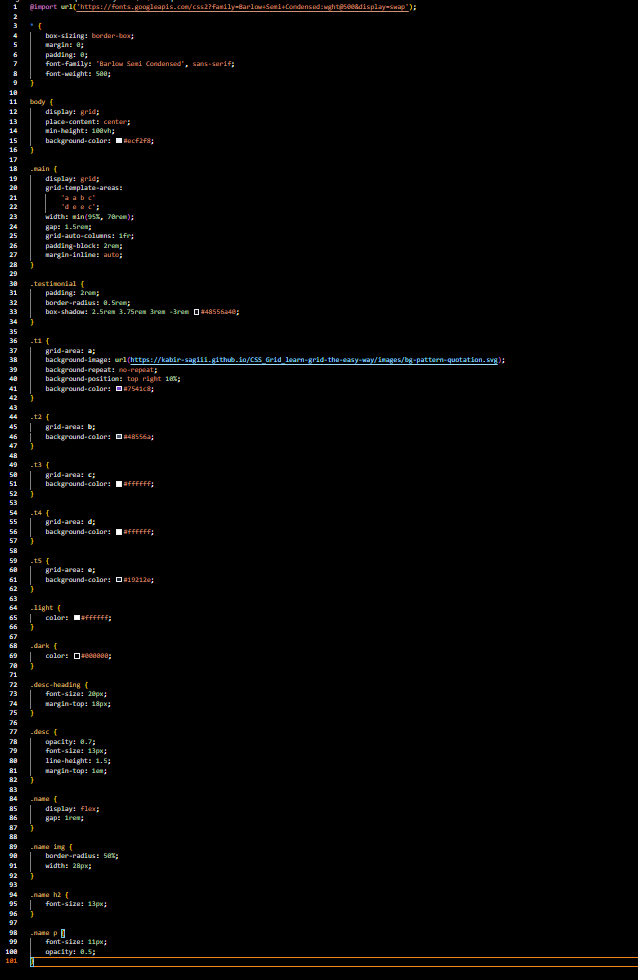 1 @import url('https://fonts.googleapis.com/css2?family=Barlow+Semi+Condensed:wght@500&display=swap');
2
3 * {
4 box-sizing: border-box;
5 margin: 0;
6 padding: 0;
7 font-family: 'Barlow Semi Condensed', sans-serif;
8 font-weight: 500;
9 }
10
11 body {
12 display: grid;
13 place-content: center;
14 min-height: 100vh;
15 background-color: #ecf2f8;
16 }
17
18 .main {
19 display: grid;
20 grid-template-areas:
21 'a a b c'
22 'd e e c';
23 width: min(95%, 70rem);
24 gap: 1.5rem;
25 grid-auto-columns: 1fr;
26 padding-block: 2rem;
27 margin-inline: auto;
28 }
29
30 .testimonial {
31 padding: 2rem;
32 border-radius: 0.5rem;
33 box-shadow: 2.5rem 3.75rem 3rem -3rem #48556a40;
34 }
35
36 .t1 {
37 grid-area: a;
38 background-image: url(https://kabir-sagiii.github.io/CSS_Grid_learn-grid-the-easy-way/images/bg-pattern-quotation.svg);
39 background-repeat: no-repeat;
40 background-position: top right 10%;
41 background-color: #7541c8;
42 }
43
44 .t2 {
45 grid-area: b;
46 background-color: #48556a;
47 }
48
49 .t3 {
50 grid-area: c;
51 background-color: #ffffff;
52 }
53
54 .t4 {
55 grid-area: d;
56 background-color: #ffffff;
57 }
58
59 .t5 {
60 grid-area: e;
61 background-color: #19212e;
62 }
63
64 .light {
65 color: #ffffff;
66 }
67
68 .dark {
69 color: #000000;
70 }
71
72 .desc-heading {
73 font-size: 20px;
74 margin-top: 18px;
75 }
76
77 .desc {
78 opacity: 0.7;
79 font-size: 13px;
80 line-height: 1.5;
81 margin-top: 1em;
82 }
83
84 .name {
85 display: flex;
86 gap: 1rem;
87 }
88
89 .name img {
90 border-radius: 50%;
91 width: 28px;
92 }
93
94 .name h2 {
95 font-size: 13px;
96 }
97
98 .name p {
99 font-size: 11px;
100 opacity: 0.5;
101 }